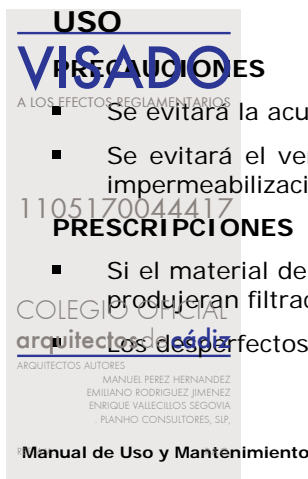 USO
VISADO
PRECAUCIONES
A LOS EFECTOS REGLAMENTARIOS
Se evitará la acu
Se evitará el ve
impermeabilizaci
1105170044417
PRESCRIPCIONES
Si el material de
produjeran filtrac
COLEGIO OFICIAL
arquitectos de cádiz
Los desperfectos
ARQUITECTOS AUTORES
MANUEL PEREZ HERNANDEZ
EMILIANO RODRIGUEZ JIMENEZ
ENRIQUE VALLECILLOS SEGOVIA
. PLANHO CONSULTORES, SLP,
Manual de Uso y Mantenimiento